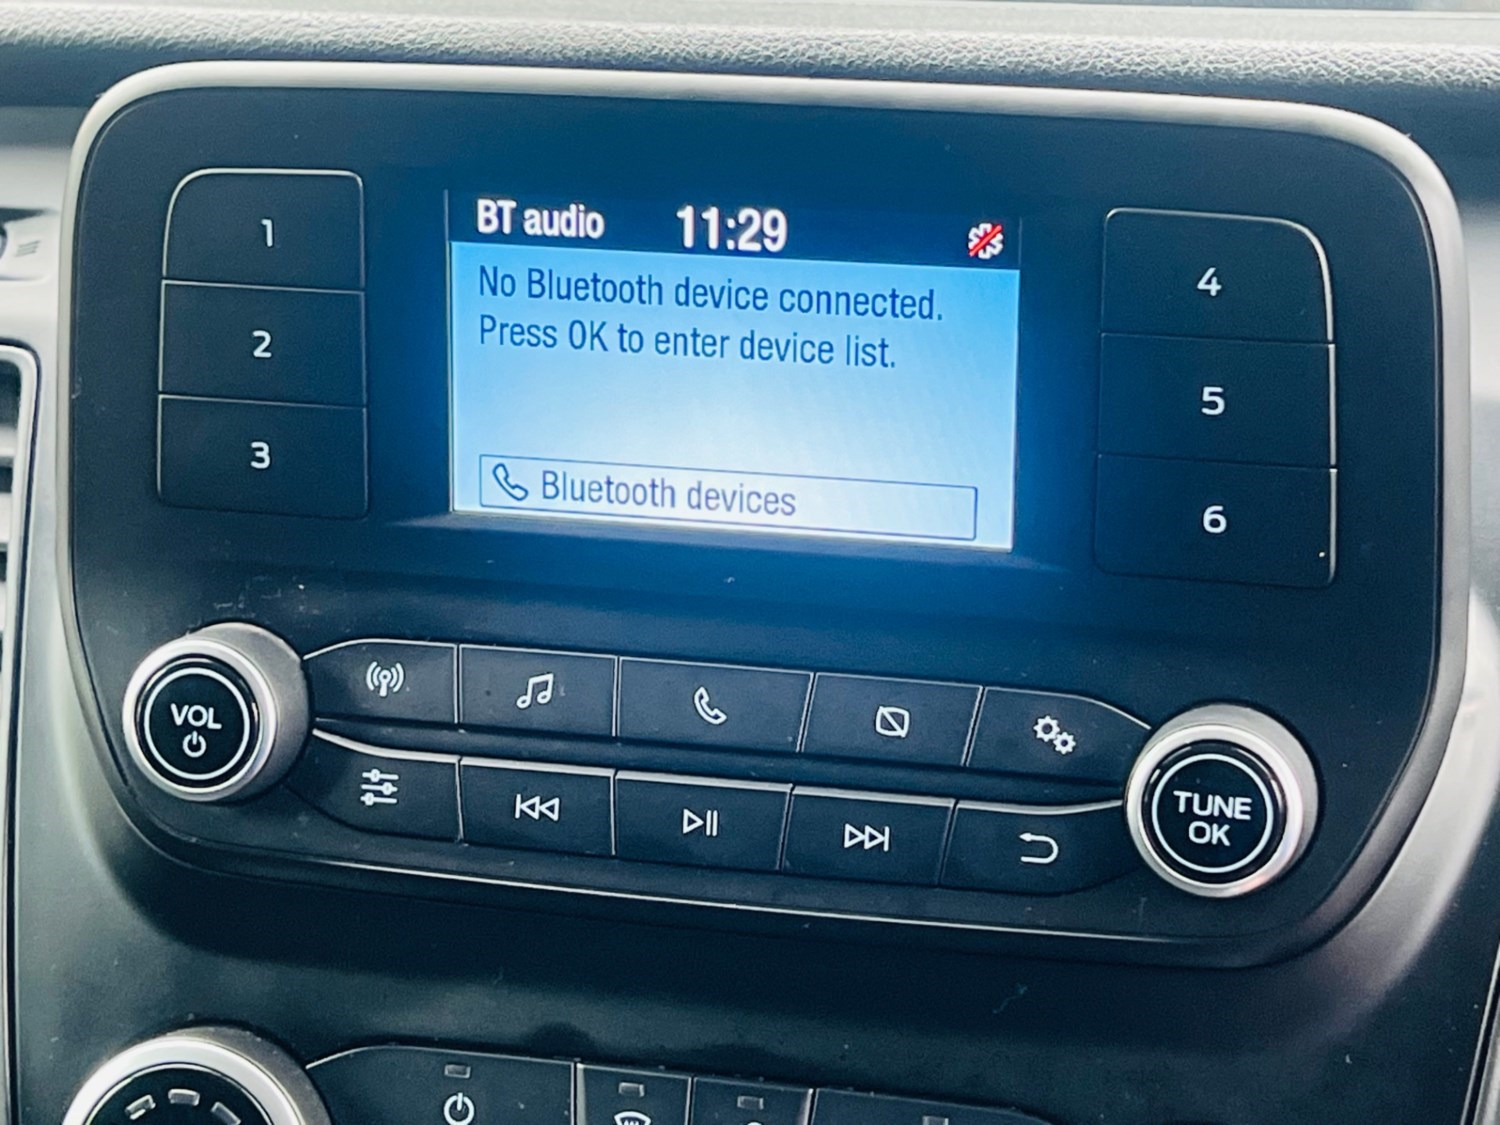 BT audio 11:29
No Bluetooth device connected.
Press OK to enter device list.
Bluetooth devices
1
2
3
4
5
6
VOL
TUNE
OK